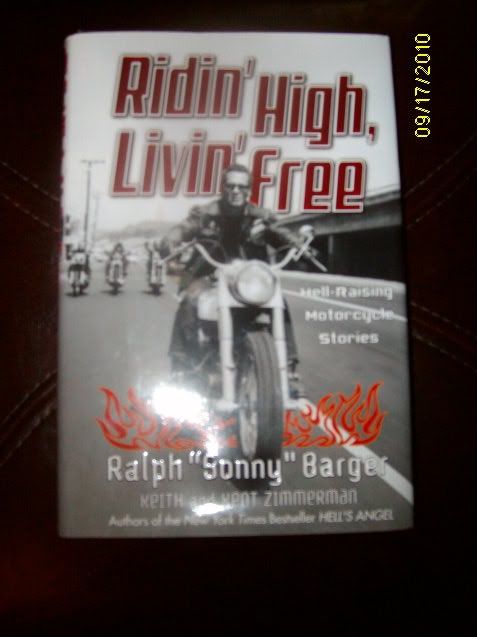 Ridin' High,
Livin' Free
Hell-Raising
Motorcycle
Stories
Ralph "Sonny" Barger
Keith and Kent Zimmerman
Authors of the New York Times Bestseller HELL'S ANGEL
09/17/2010